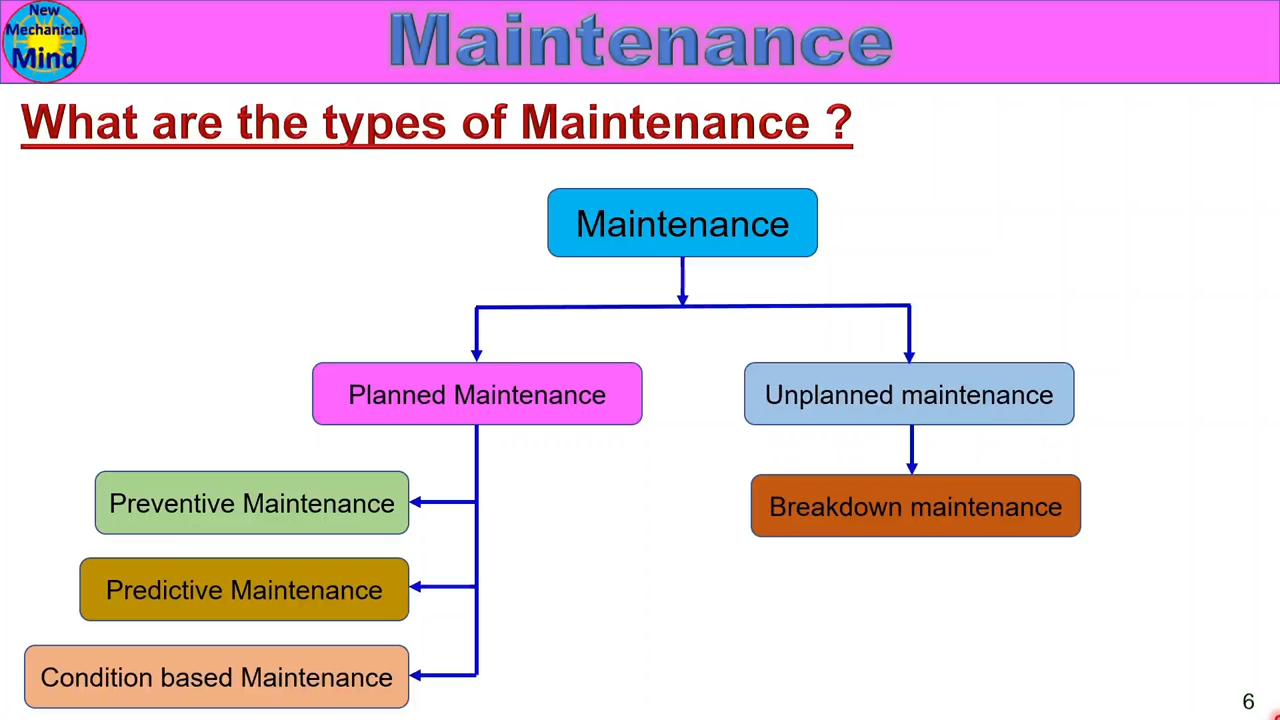 New
Mechanical
Mind
Maintenance
What are the types of Maintenance ?
Maintenance
Planned Maintenance
Unplanned maintenance
Preventive Maintenance
Breakdown maintenance
Predictive Maintenance
Condition based Maintenance
6